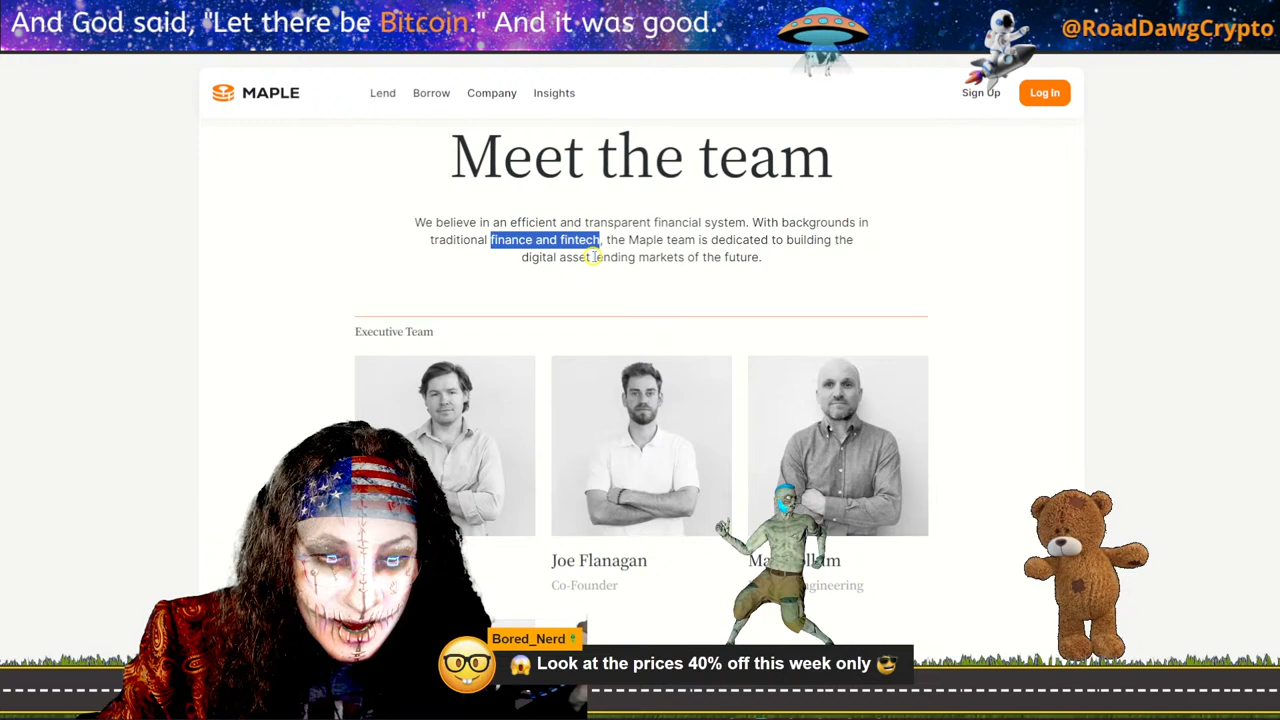 And God said, "Let there be Bitcoin." And it was good.
@RoadDawgCrypto
MAPLE
Lend
Borrow
Company
Insights
Sign Up
Log In
Meet the team
We believe in an efficient and transparent financial system. With backgrounds in
traditional finance and fintech, the Maple team is dedicated to building the
digital asset lending markets of the future.
Executive Team
Joe Flanagan
Co-Founder
Bored_Nerd
Look at the prices 40% off this week only